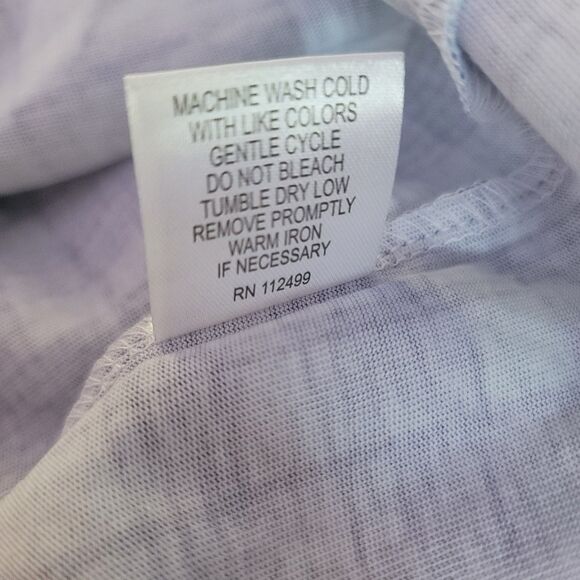 MACHINE WASH COLD
WITH LIKE COLORS
GENTLE CYCLE
DO NOT BLEACH
TUMBLE DRY LOW
REMOVE PROMPTLY
WARM IRON
IF NECESSARY
RN 112499